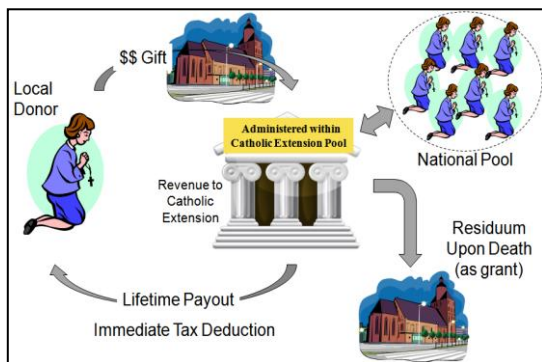 $$ Gift
Local
Donor
Administered within
Catholic Extension Pool
National Pool
Revenue to
Catholic
Extension
Residuum
Upon Death
(as grant)
Lifetime Payout
Immediate Tax Deduction